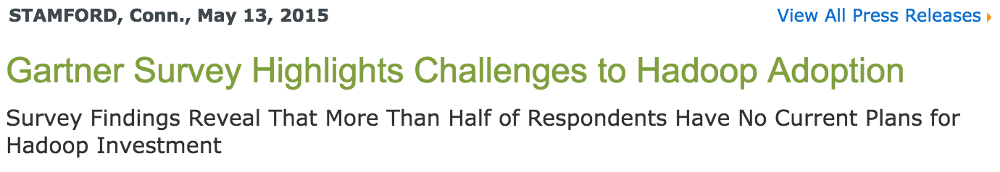 STAMFORD, Conn., May 13, 2015 View All Press Releases
Gartner Survey Highlights Challenges to Hadoop Adoption
Survey Findings Reveal That More Than Half of Respondents Have No Current Plans for
Hadoop Investment